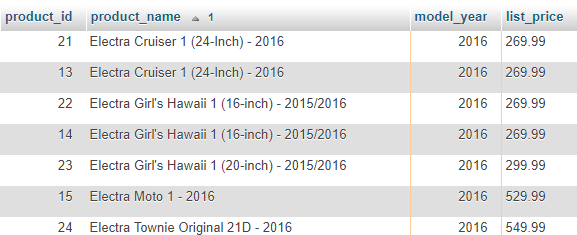 product_id product_name 1 model_year list_price
21 Electra Cruiser 1 (24-Inch) - 2016 2016 269.99
13 Electra Cruiser 1 (24-Inch) - 2016 2016 269.99
22 Electra Girl's Hawaii 1 (16-inch) - 2015/2016 2016 269.99
14 Electra Girl's Hawaii 1 (16-inch) - 2015/2016 2016 269.99
23 Electra Girl's Hawaii 1 (20-inch) - 2015/2016 2016 299.99
15 Electra Moto 1 - 2016 2016 529.99
24 Electra Townie Original 21D - 2016 2016 549.99